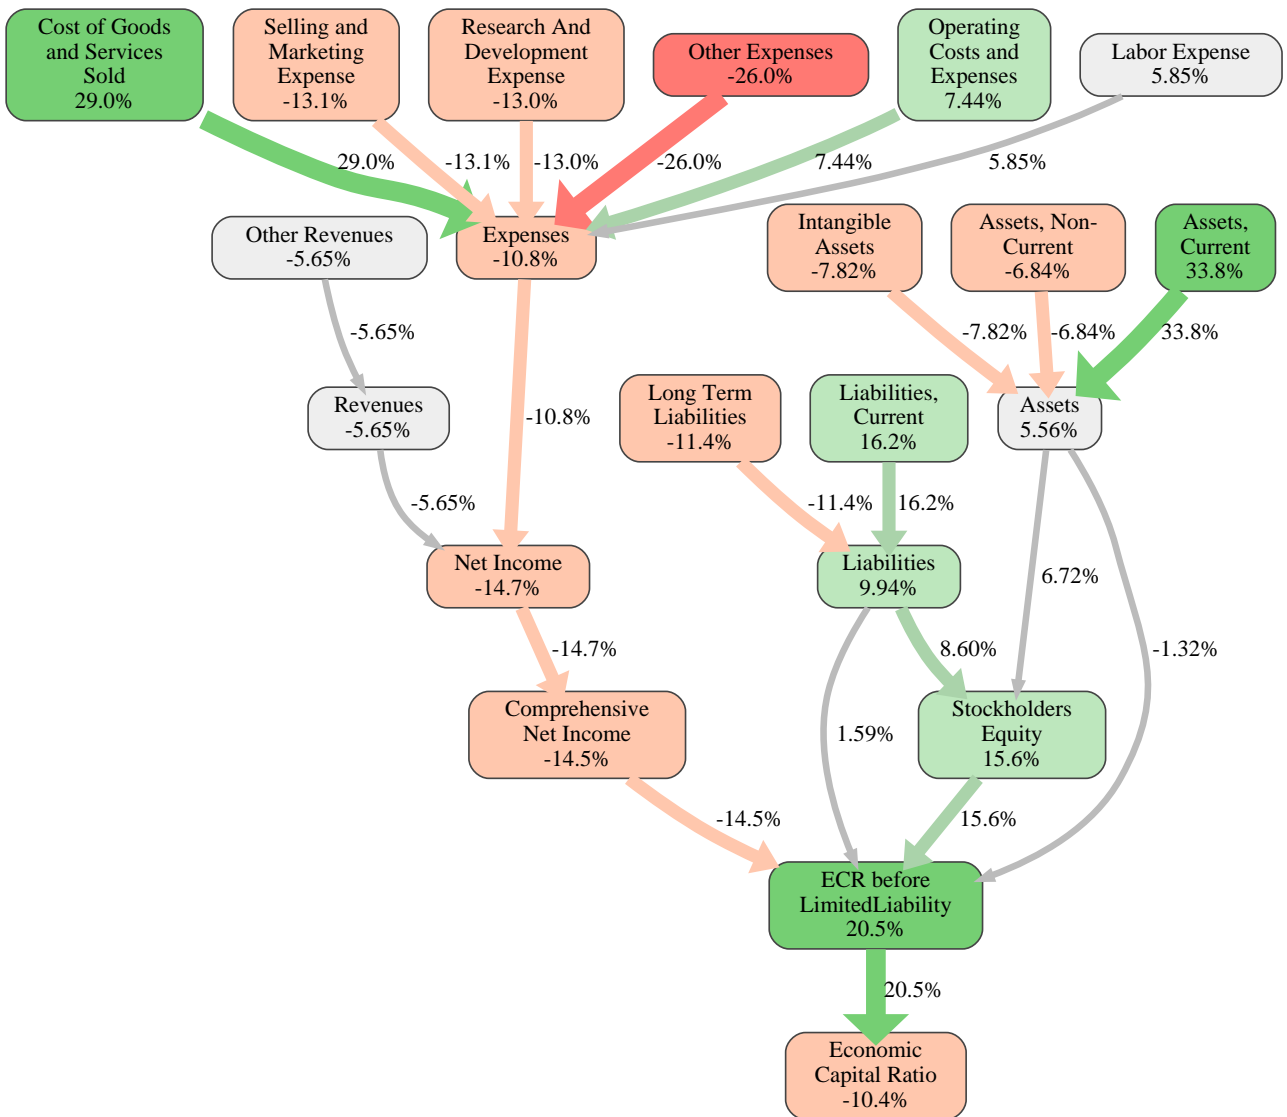 Cost of Goods
and Services
Sold
29.0%
Selling and
Marketing
Expense
-13.1%
Research And
Development
Expense
-13.0%
Other Expenses
-26.0%
Operating
Costs and
Expenses
7.44%
Labor Expense
5.85%
29.0%
-13.1%
-13.0%
-26.0%
7.44%
5.85%
Other Revenues
-5.65%
Expenses
-10.8%
Intangible
Assets
-7.82%
Assets, Non-
Current
-6.84%
Assets,
Current
33.8%
-5.65%
-10.8%
-7.82%
-6.84%
33.8%
Revenues
-5.65%
Long Term
Liabilities
-11.4%
Liabilities,
Current
16.2%
Assets
5.56%
-5.65%
-11.4%
16.2%
Net Income
-14.7%
Liabilities
9.94%
6.72%
-14.7%
8.60%
-1.32%
Comprehensive
Net Income
-14.5%
1.59%
Stockholders
Equity
15.6%
-14.5%
15.6%
ECR before
LimitedLiability
20.5%
20.5%
Economic
Capital Ratio
-10.4%